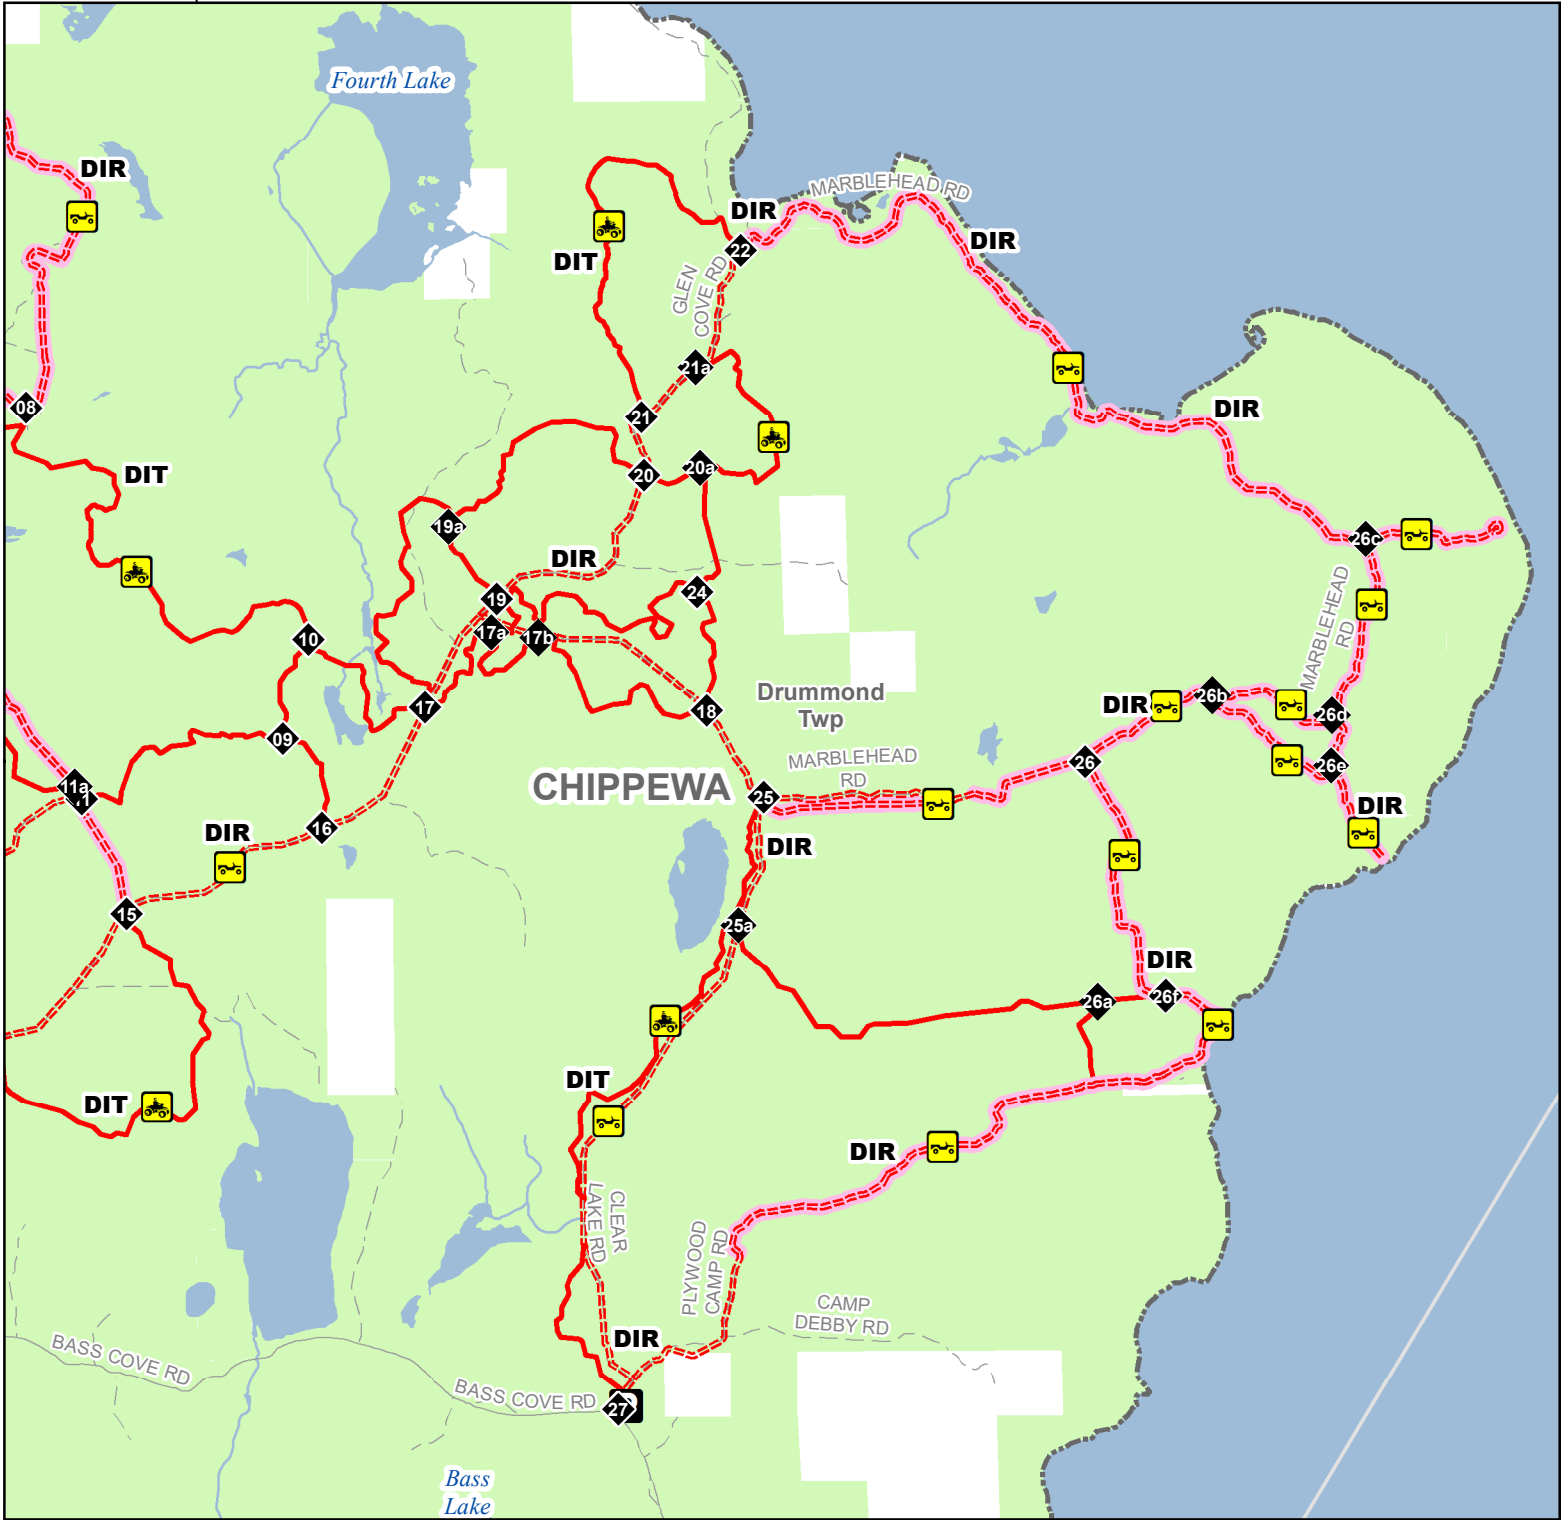 Fourth Lake
DIR
MARBLEHEAD RD
DIR
22
DIR
DIT
GLEN
COVE RD
21a
08
21
DIR
DIT
20
20a
19a
26c
DIR
24
19
MARBLEHEAD
RD
17a
17b
10
Drummond
Twp
26b
DIR
17
18
26d
09
MARBLEHEAD
RD
26
26e
CHIPPEWA
11a
25
DIR
16
DIR
DIR
15
25a
DIR
26a
26f
DIT
DIT
DIR
CLEAR
LAKE RD
PLYWOOD
CAMP RD
CAMP
DEBBY RD
DIR
BASS COVE RD
BASS COVE RD
27
Bass
Lake